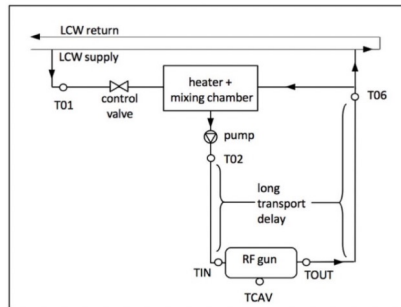 LCW return
LCW supply
heater +
mixing chamber
T01
control
valve
T06
pump
T02
long
transport
delay
TIN
RF gun
TOUT
TCAV